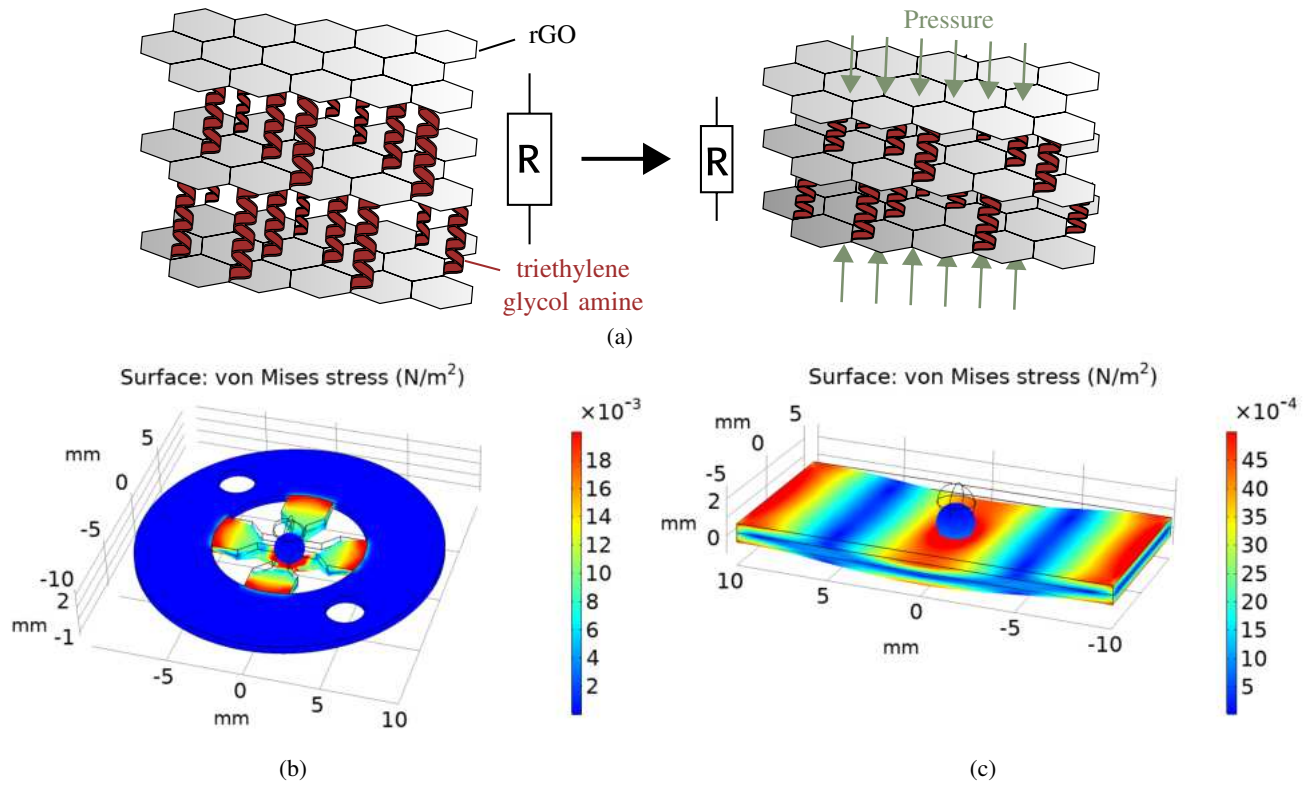 Pressure
rGO
R
R
triethylene
glycol amine
(a)
Surface: von Mises stress (N/m²)
×10⁻³
mm
5
0
-5
-10
2
mm
-1
-5
0
5
10
mm
18
16
14
12
10
8
6
4
2
(b)
Surface: von Mises stress (N/m²)
×10⁻⁴
mm
5
0
-5
2
mm
0
10
5
0
-5
-10
mm
45
40
35
30
25
20
15
10
5
(c)